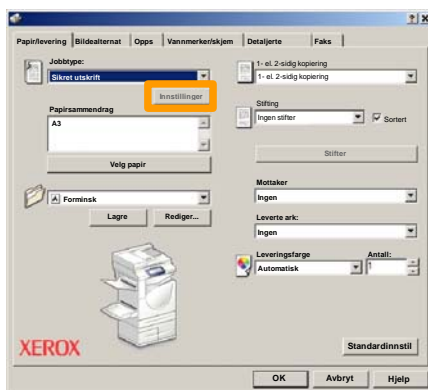 Papir/levering Bildealternat Opps Vannmerker/skjem Detaljerte Faks
Jobbtype:
Sikret utskrift
Innstillinger
Papirsammendrag
A3
Velg papir
Forminsk
Lagre Rediger...
XEROX
1- el. 2-sidig kopiering
1- el. 2-sidig kopiering
Stifting
Ingen stifter
Sortert
Stifter
Mottaker
Ingen
Leverte ark:
Ingen
Leveringsfarge Antall:
Automatisk 1
Standardinnstil
OK Avbryt Hjelp